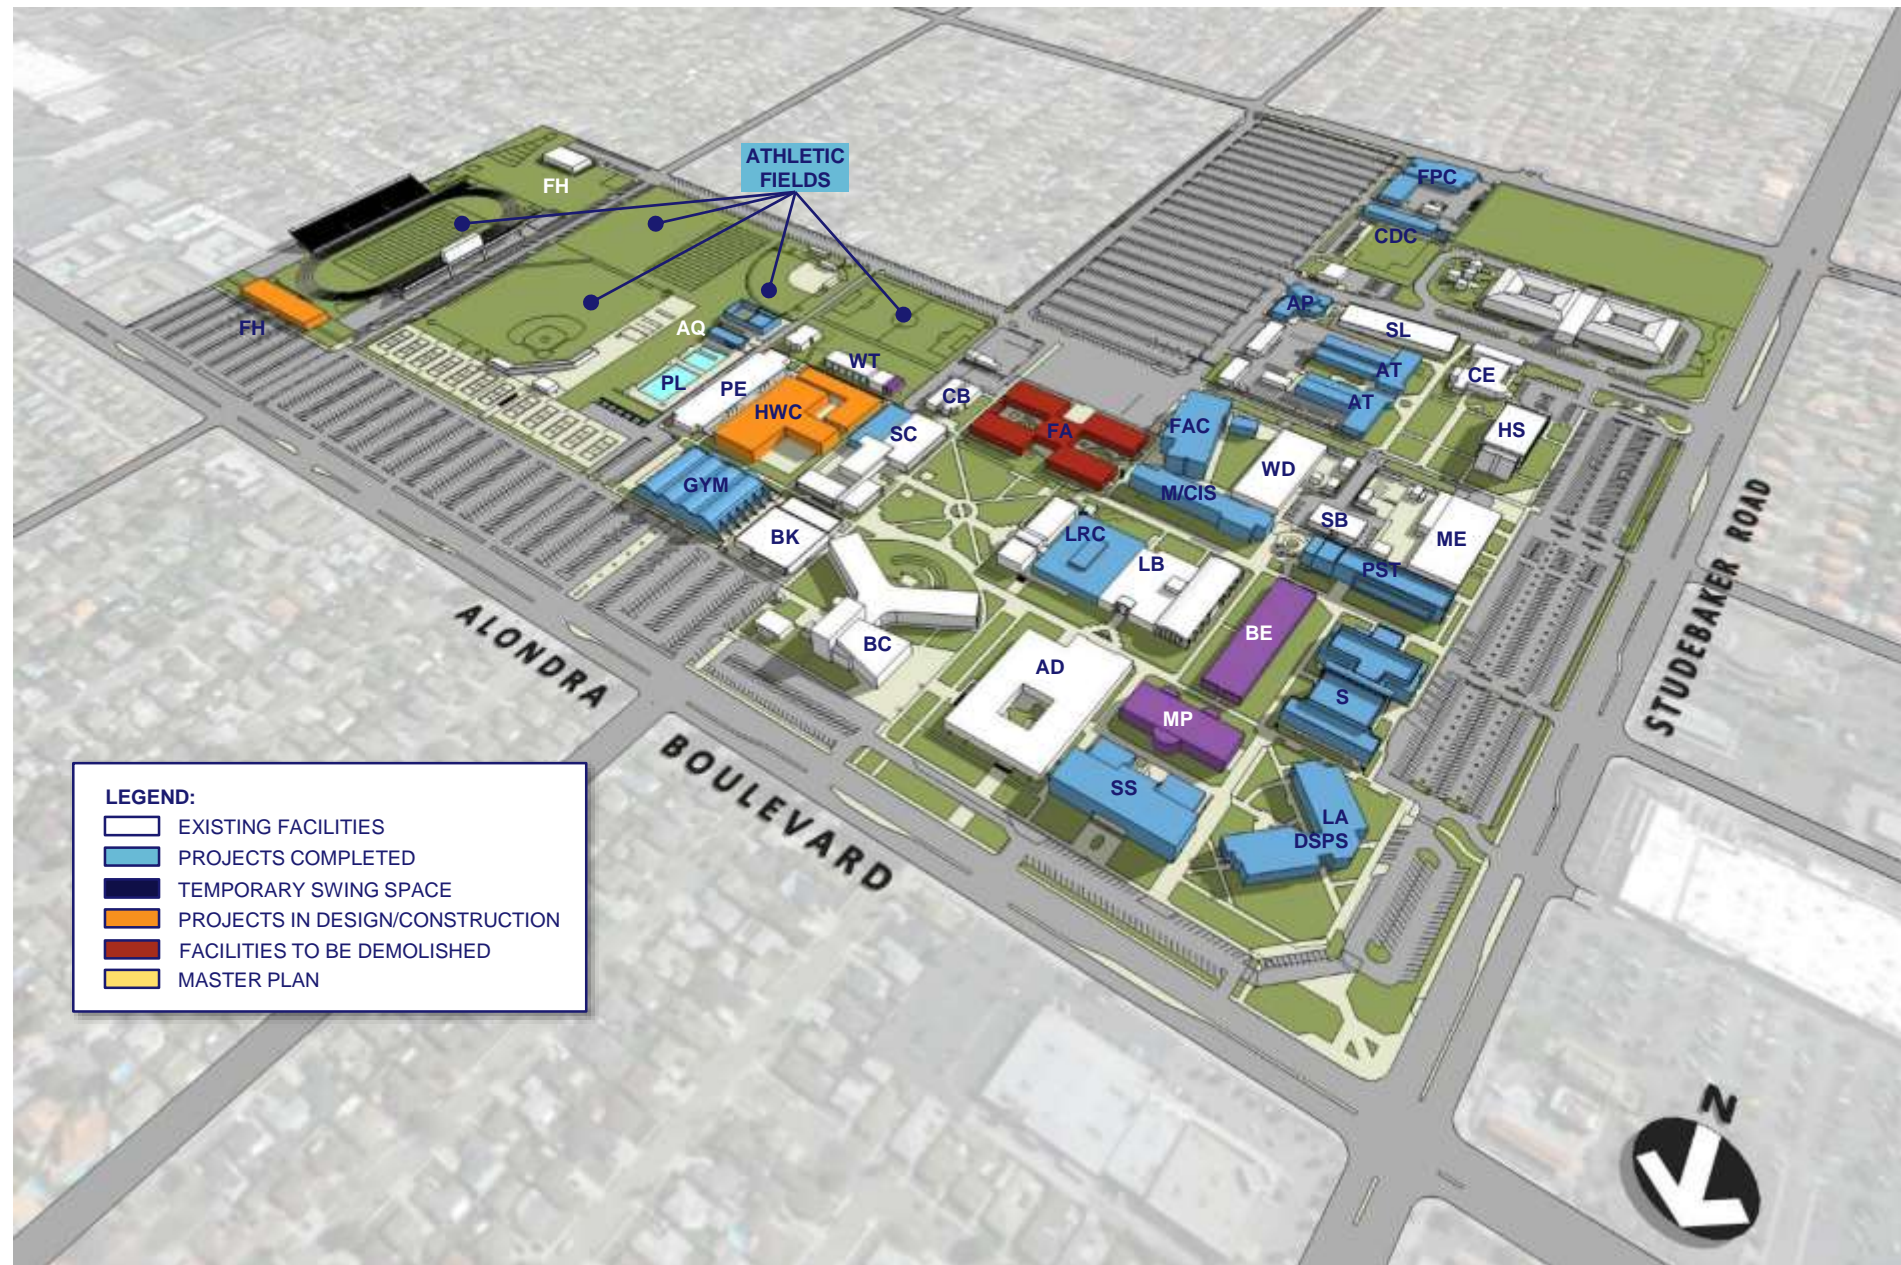 ATHLETIC
FIELDS
FH
FPC
CDC
AP
FH
AQ
SL
WT
AT
PL
PE
CE
CB
AT
HWC
SC
FA
FAC
HS
WD
GYM
M/CIS
SB
BK
LRC
ME
LB
PST
BE
BC
AD
S
MP
SS
LA
DSPS
ALONDRA
BOULEVARD
STUDEBAKER ROAD
LEGEND:
EXISTING FACILITIES
PROJECTS COMPLETED
TEMPORARY SWING SPACE
PROJECTS IN DESIGN/CONSTRUCTION
FACILITIES TO BE DEMOLISHED
MASTER PLAN
N